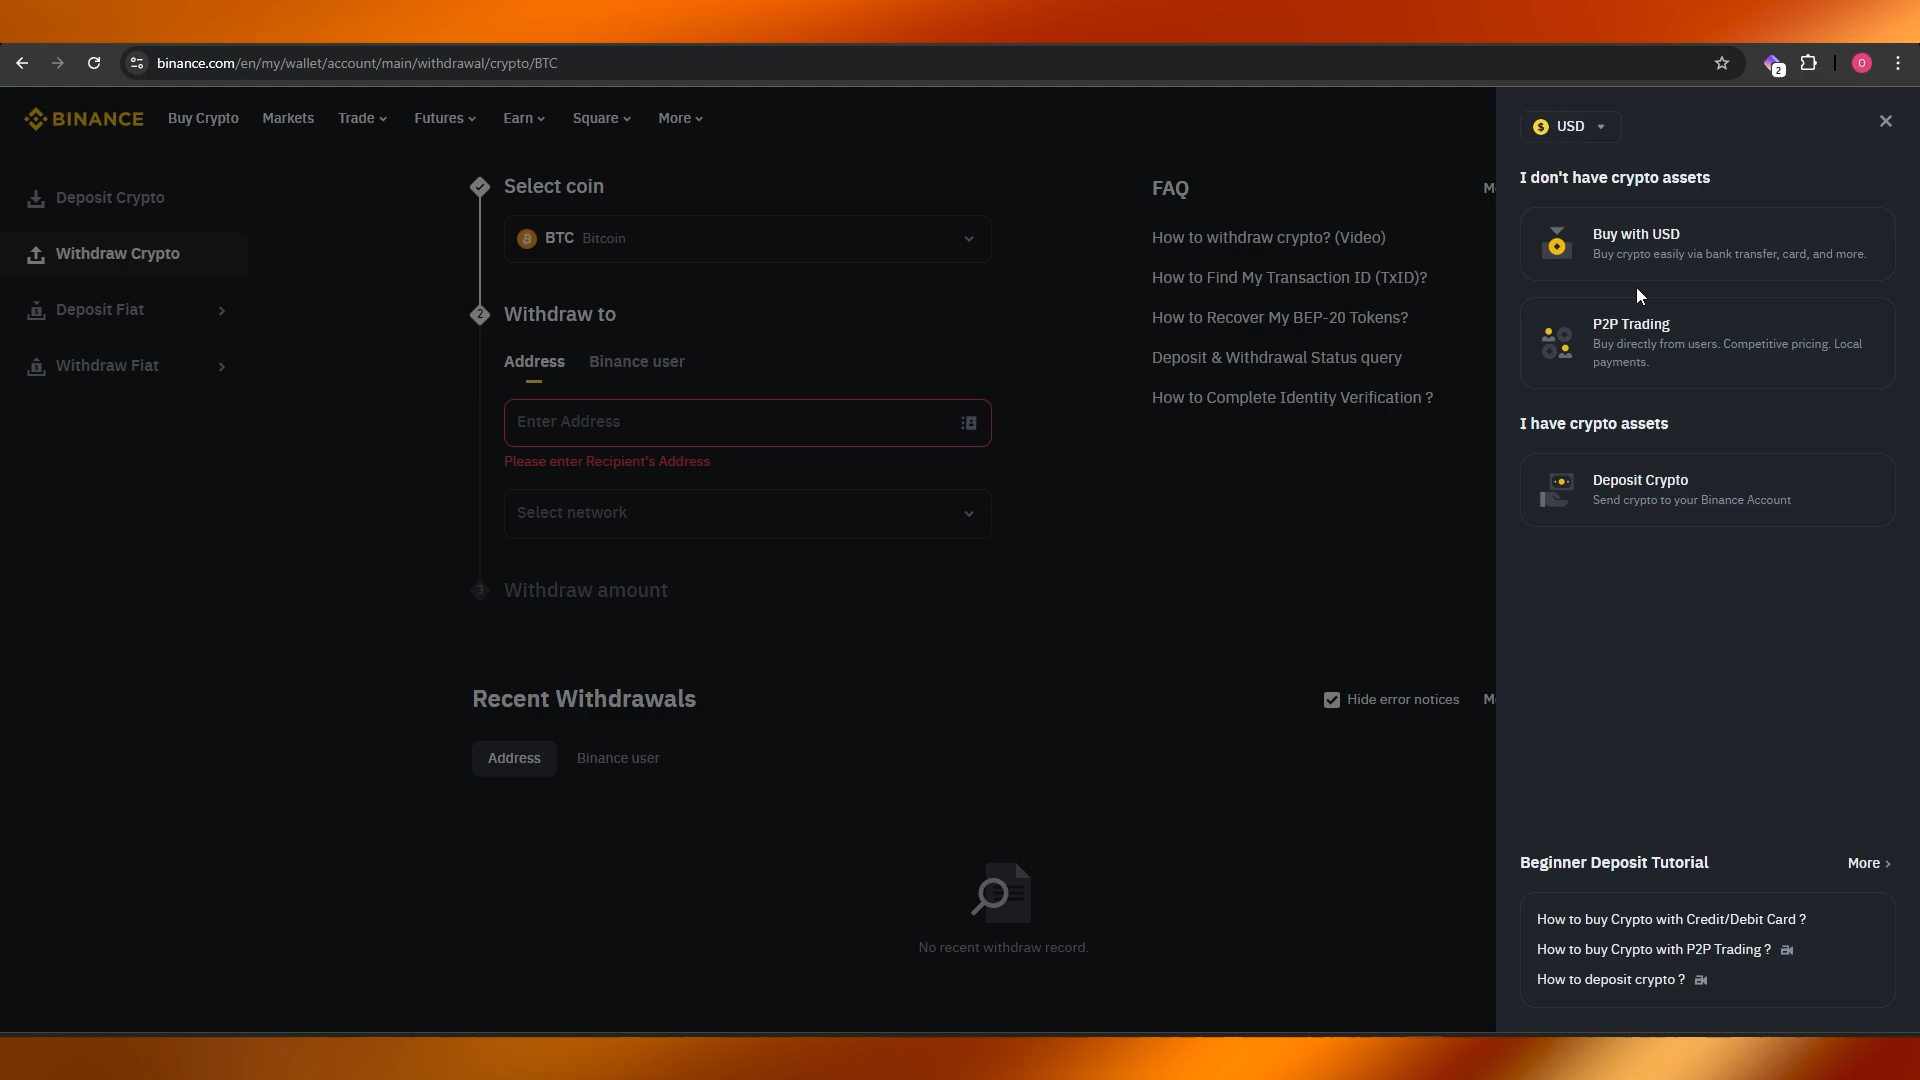 binance.com/en/my/wallet/account/main/withdrawal/crypto/BTC
2
O
BINANCE
Buy Crypto
Markets
Trade
Futures
Earn
Square
More
Deposit Crypto
Withdraw Crypto
Deposit Fiat
Withdraw Fiat
Select coin
BTC Bitcoin
2
Withdraw to
Address
Binance user
Enter Address
Please enter Recipient's Address
Select network
3
Withdraw amount
FAQ
How to withdraw crypto? (Video)
How to Find My Transaction ID (TxID)?
How to Recover My BEP-20 Tokens?
Deposit & Withdrawal Status query
How to Complete Identity Verification ?
Recent Withdrawals
Hide error notices
Address
Binance user
No recent withdraw record.
USD
I don't have crypto assets
Buy with USD
Buy crypto easily via bank transfer, card, and more.
P2P Trading
Buy directly from users. Competitive pricing. Local
payments.
I have crypto assets
Deposit Crypto
Send crypto to your Binance Account
Beginner Deposit Tutorial
More
How to buy Crypto with Credit/Debit Card ?
How to buy Crypto with P2P Trading ?
How to deposit crypto ?